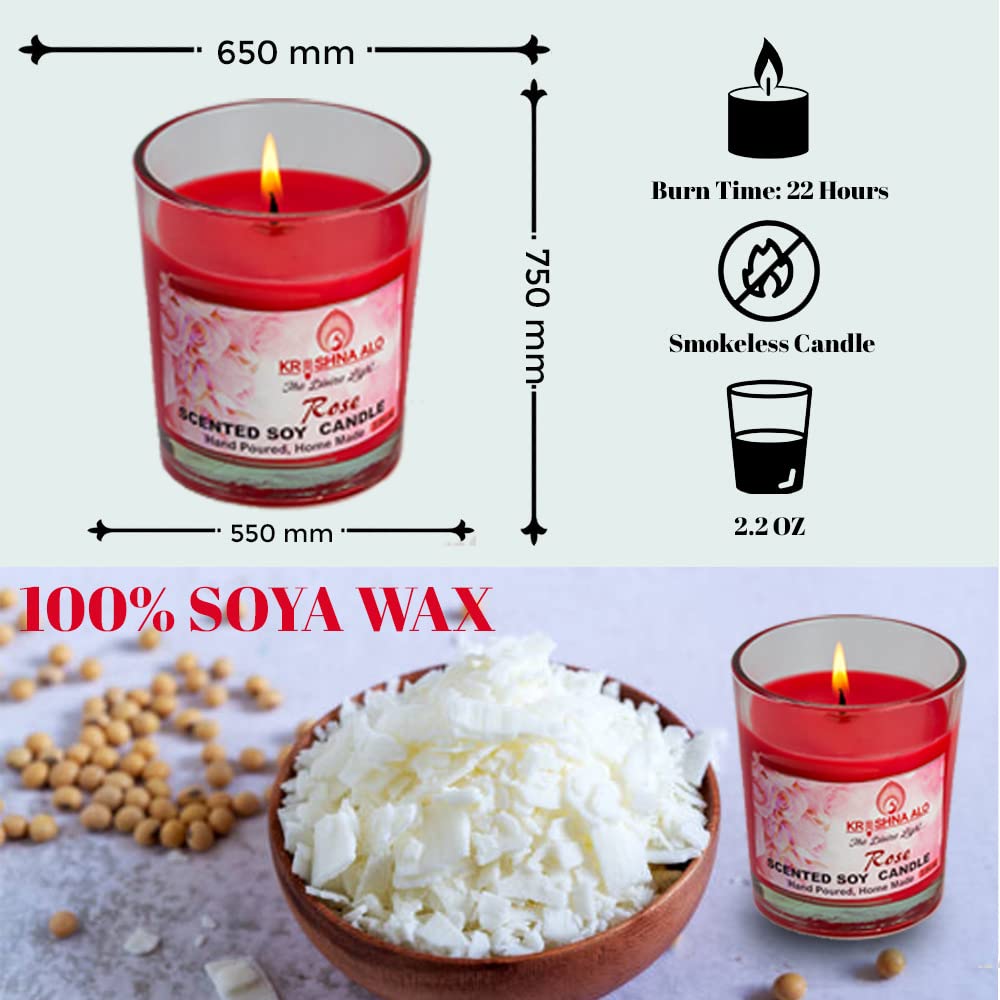 650 mm
750 mm
550 mm
KRISHNA ALO
The Divine Light
Rose
SCENTED SOY CANDLE
Hand Poured, Home Made
Burn Time: 22 Hours
Smokeless Candle
2.2 OZ
100% SOYA WAX
KRISHNA ALO
The Divine Light
Rose
SCENTED SOY CANDLE
Hand Poured, Home Made